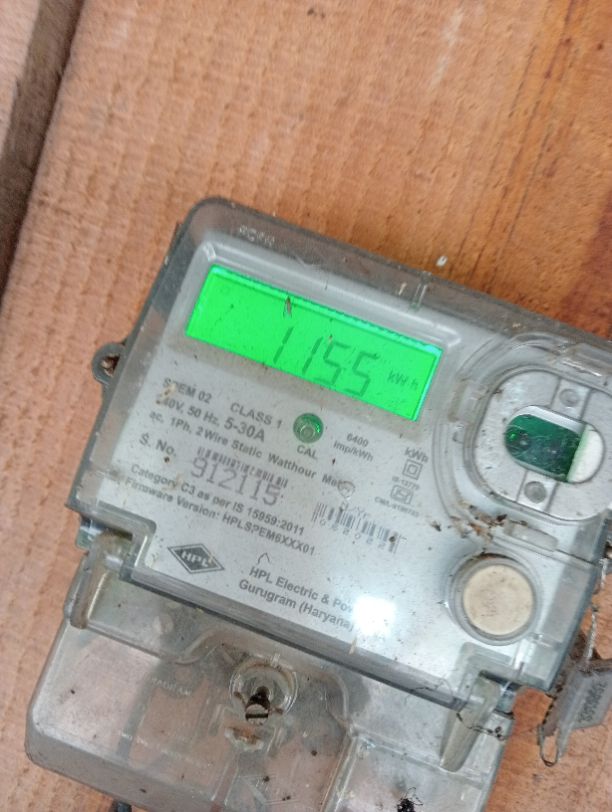 1155 kWh
SPEM 02 CLASS 1
240V, 50 Hz, 5-30A
ac, 1Ph, 2 Wire Static Watthour Meter
CAL
6400
imp/kWh
kWh
IS 13779
S. No.
912115
Category C3 as per IS 15959:2011
Firmware Version: HPLSPEM6XXX01
HPL
HPL Electric &
Gurugram (Haryana)